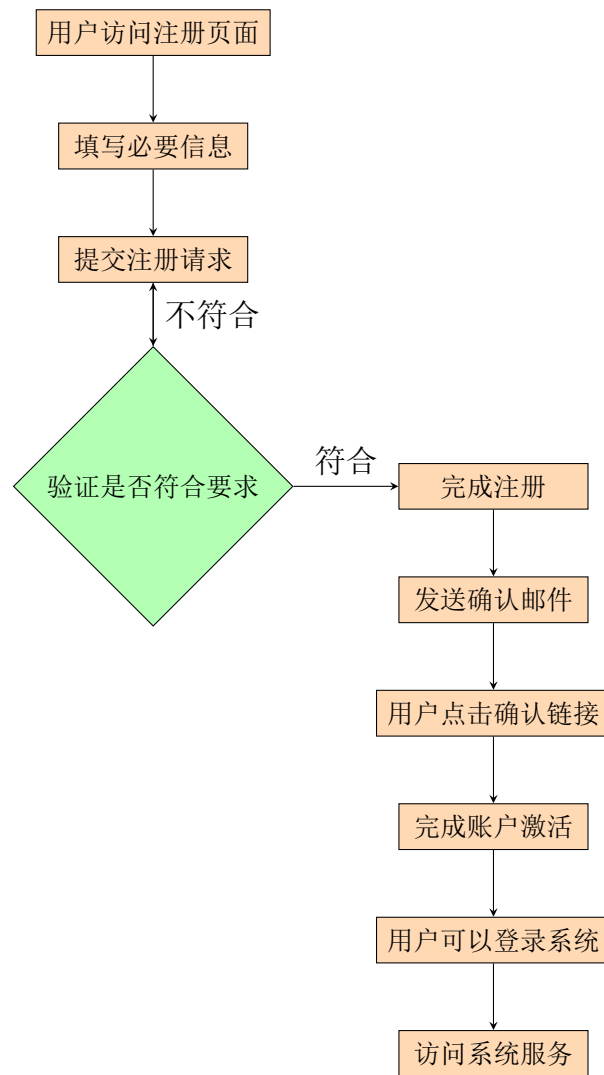 用户访问注册页面
填写必要信息
提交注册请求
不符合
验证是否符合要求
符合
完成注册
发送确认邮件
用户点击确认链接
完成账户激活
用户可以登录系统
访问系统服务